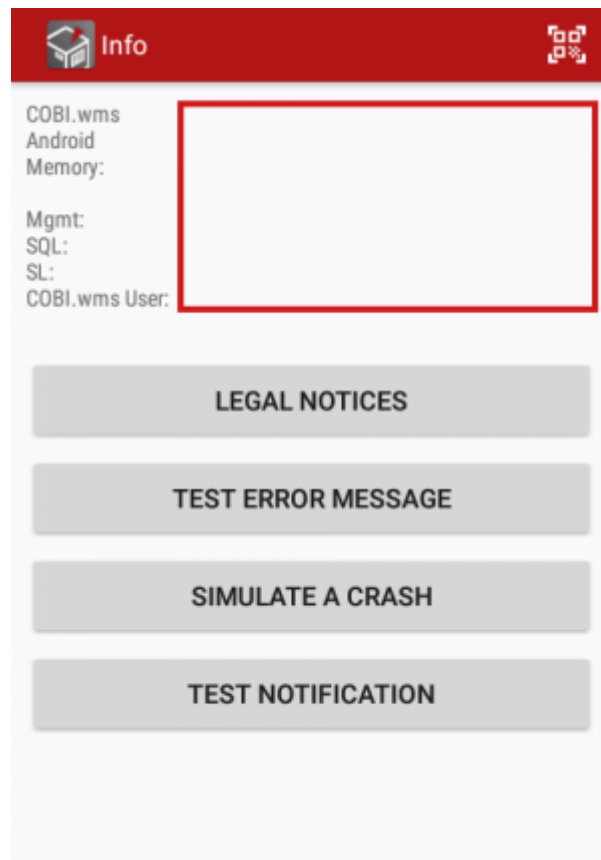 Info
COBI.wms
Android
Memory:
Mgmt:
SQL:
SL:
COBI.wms User:
LEGAL NOTICES
TEST ERROR MESSAGE
SIMULATE A CRASH
TEST NOTIFICATION